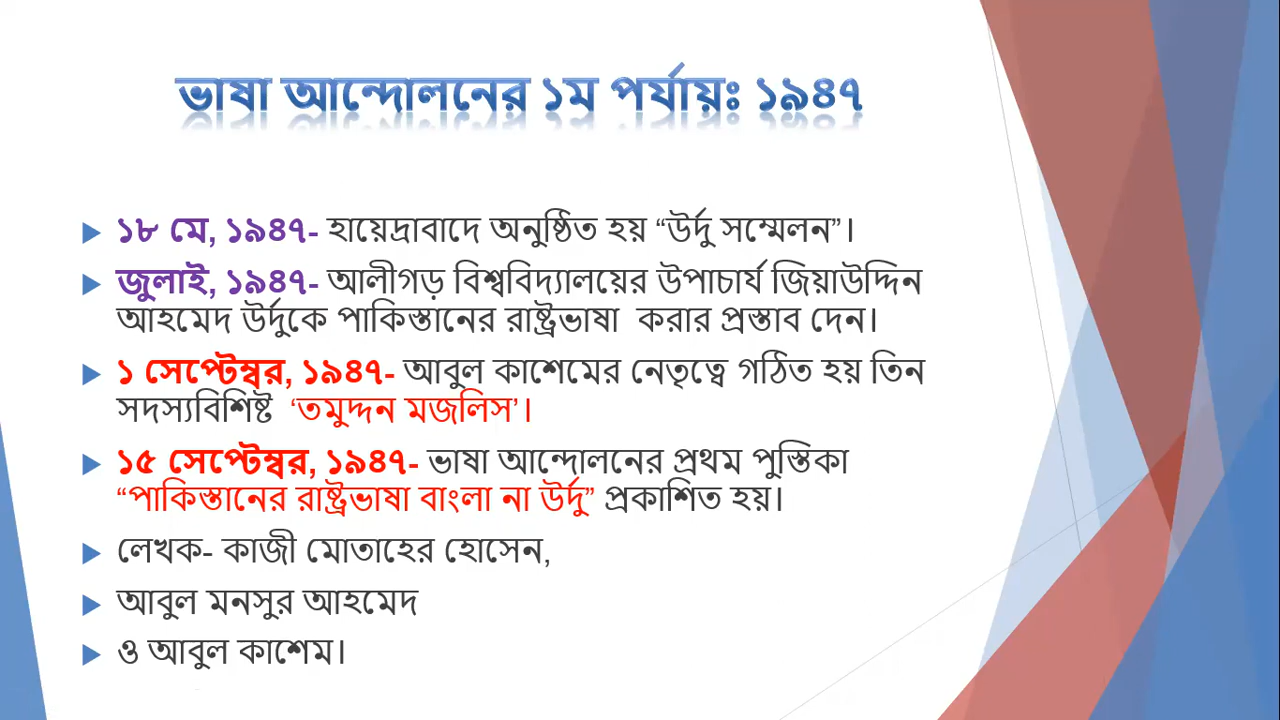 ভাষা আন্দোলনের ১ম পর্যায়ঃ ১৯৪৭
১৮ মে, ১৯৪৭- হায়েদ্রাবাদে অনুষ্ঠিত হয় “উর্দু সম্মেলন”।
জুলাই, ১৯৪৭- আলীগড় বিশ্ববিদ্যালয়ের উপাচার্য জিয়াউদ্দিন
আহমেদ উর্দুকে পাকিস্তানের রাষ্ট্রভাষা করার প্রস্তাব দেন।
১ সেপ্টেম্বর, ১৯৪৭- আবুল কাশেমের নেতৃত্বে গঠিত হয় তিন
সদস্যবিশিষ্ট ‘তমুদ্দন মজলিস’।
১৫ সেপ্টেম্বর, ১৯৪৭- ভাষা আন্দোলনের প্রথম পুস্তিকা
“পাকিস্তানের রাষ্ট্রভাষা বাংলা না উর্দু” প্রকাশিত হয়।
লেখক- কাজী মোতাহের হোসেন,
আবুল মনসুর আহমেদ
ও আবুল কাশেম।